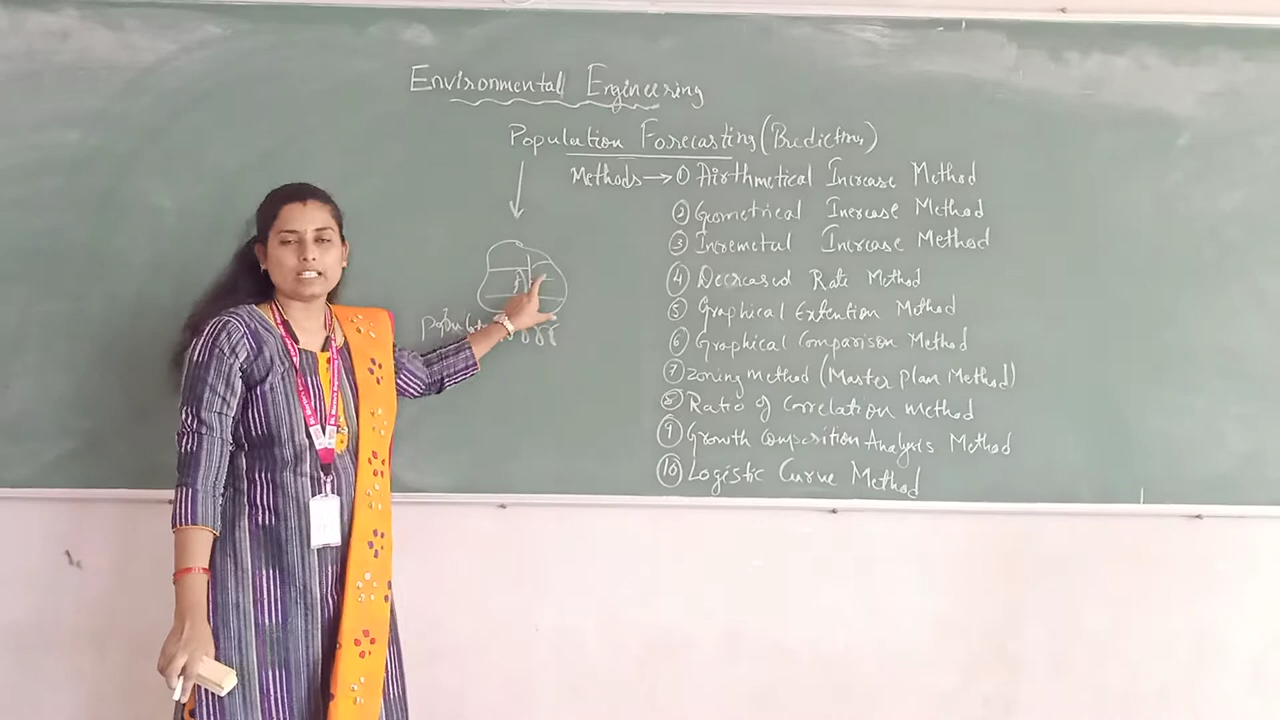 Environmental Engineering
Population Forecasting (Prediction)
Methods → ① Airthmetical Increase Method
② Geometrical Increase Method
③ Incremetal Increase Method
④ Decreased Rate Method
⑤ Graphical Extention Method
⑥ Graphical Comparison Method
⑦ Zoning method (Master Plan Method)
⑧ Ratio of Correlation method
⑨ Growth Composition Analysis Method
⑩ Logistic Curve Method
A